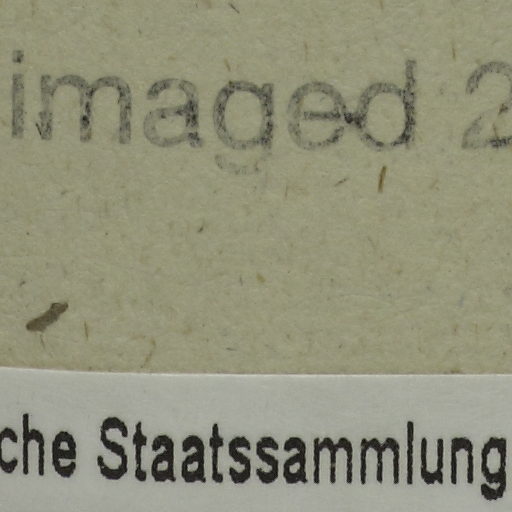 imaged 2
che Staatssammlung